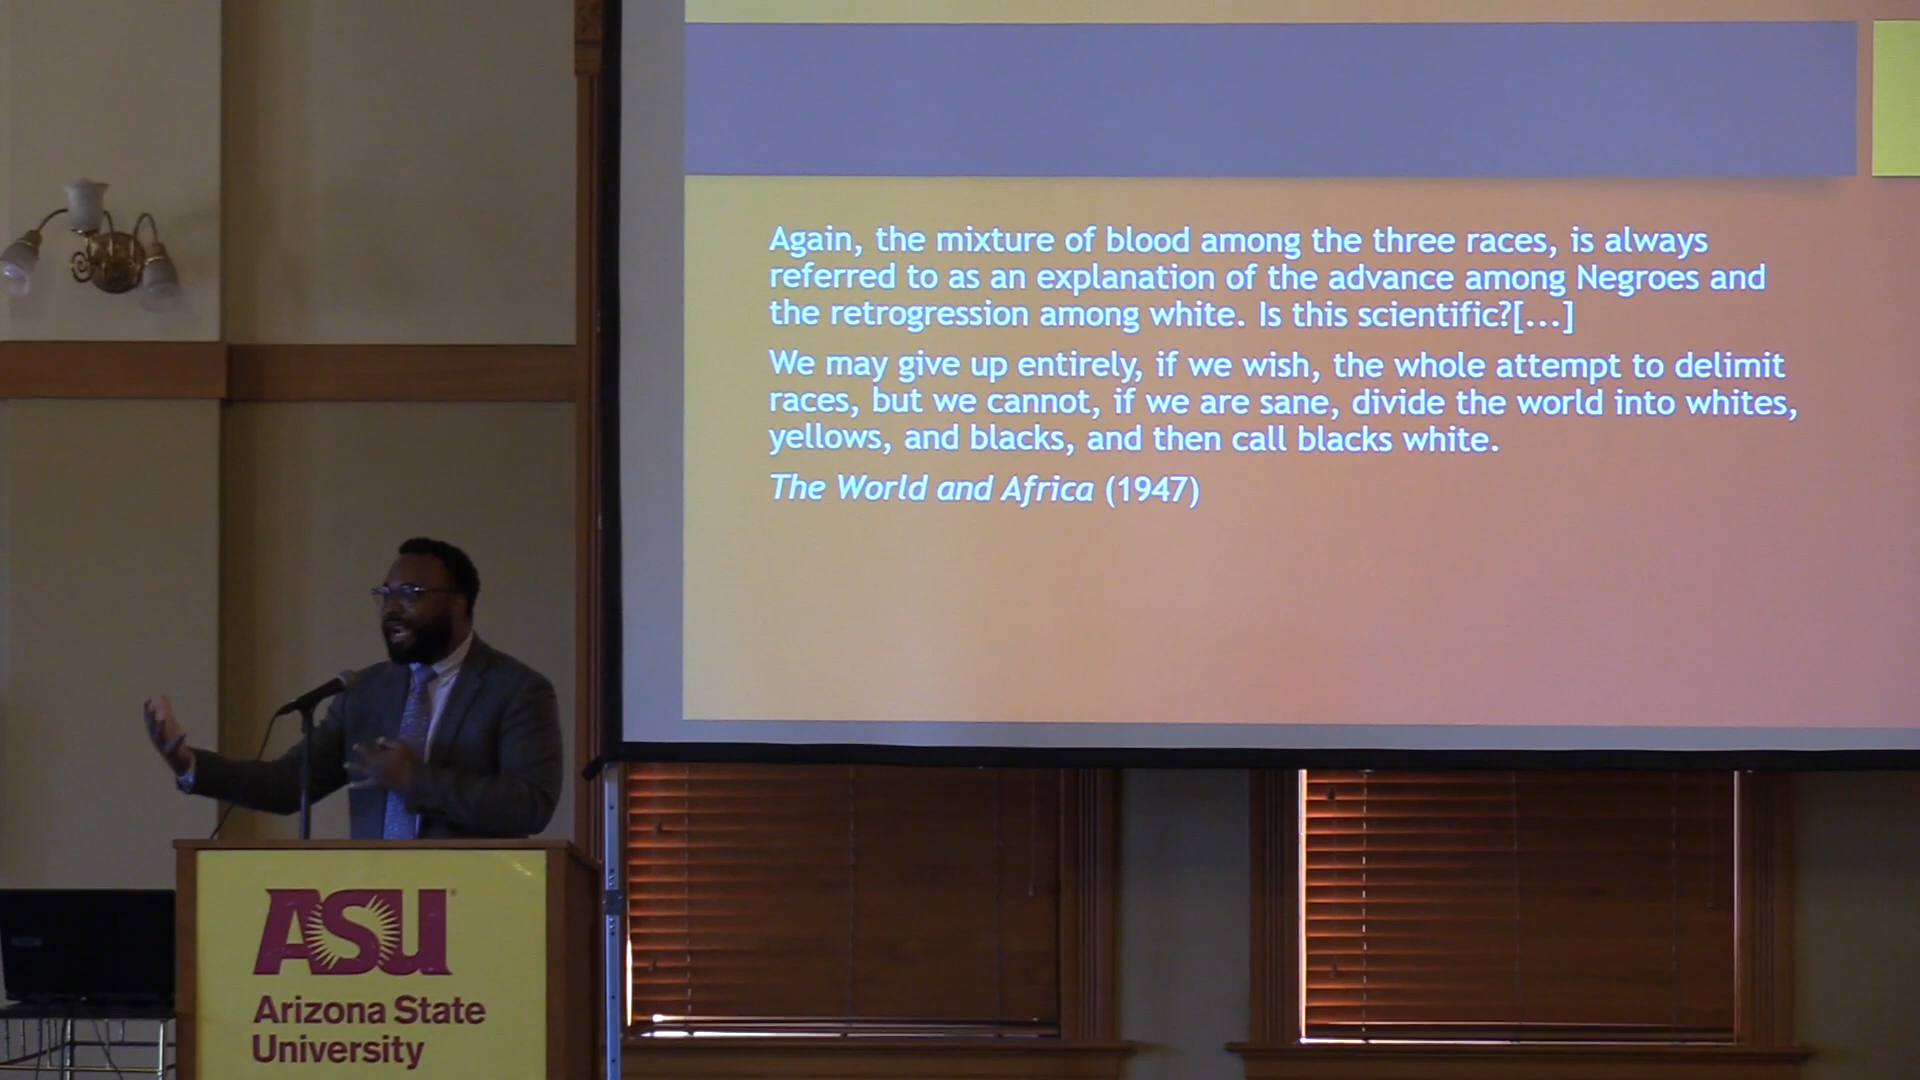 Again, the mixture of blood among the three races, is always
referred to as an explanation of the advance among Negroes and
the retrogression among white. Is this scientific?[...]
We may give up entirely, if we wish, the whole attempt to delimit
races, but we cannot, if we are sane, divide the world into whites,
yellows, and blacks, and then call blacks white.
The World and Africa (1947)
ASU
Arizona State
University